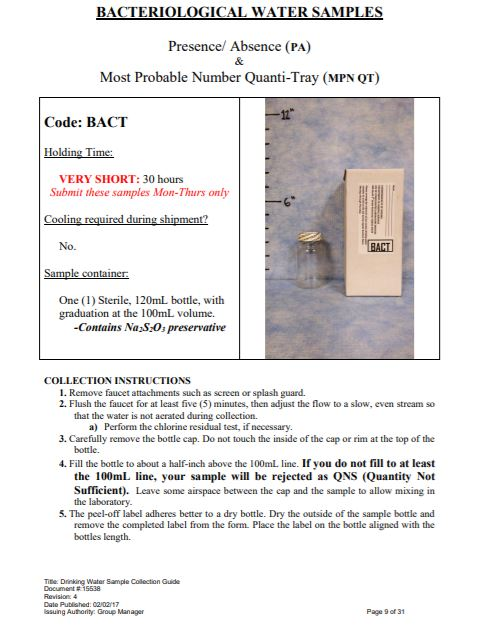 BACTERIOLOGICAL WATER SAMPLES
Presence/ Absence (PA)
&
Most Probable Number Quanti-Tray (MPN QT)
Code: BACT
Holding Time:
VERY SHORT: 30 hours
Submit these samples Mon-Thurs only
Cooling required during shipment?
No.
Sample container:
One (1) Sterile, 120mL bottle, with
graduation at the 100mL volume.
-Contains Na₂S₂O₃ preservative
12"
6"
BACT
COLLECTION INSTRUCTIONS
1. Remove faucet attachments such as screen or splash guard.
2. Flush the faucet for at least five (5) minutes, then adjust the flow to a slow, even stream so
that the water is not aerated during collection.
a) Perform the chlorine residual test, if necessary.
3. Carefully remove the bottle cap. Do not touch the inside of the cap or rim at the top of the
bottle.
4. Fill the bottle to about a half-inch above the 100mL line. If you do not fill to at least
the 100mL line, your sample will be rejected as QNS (Quantity Not
Sufficient). Leave some airspace between the cap and the sample to allow mixing in
the laboratory.
5. The peel-off label adheres better to a dry bottle. Dry the outside of the sample bottle and
remove the completed label from the form. Place the label on the bottle aligned with the
bottles length.
Title: Drinking Water Sample Collection Guide
Document #:15538
Revision: 4
Date Published: 02/02/17
Issuing Authority: Group Manager
Page 9 of 31